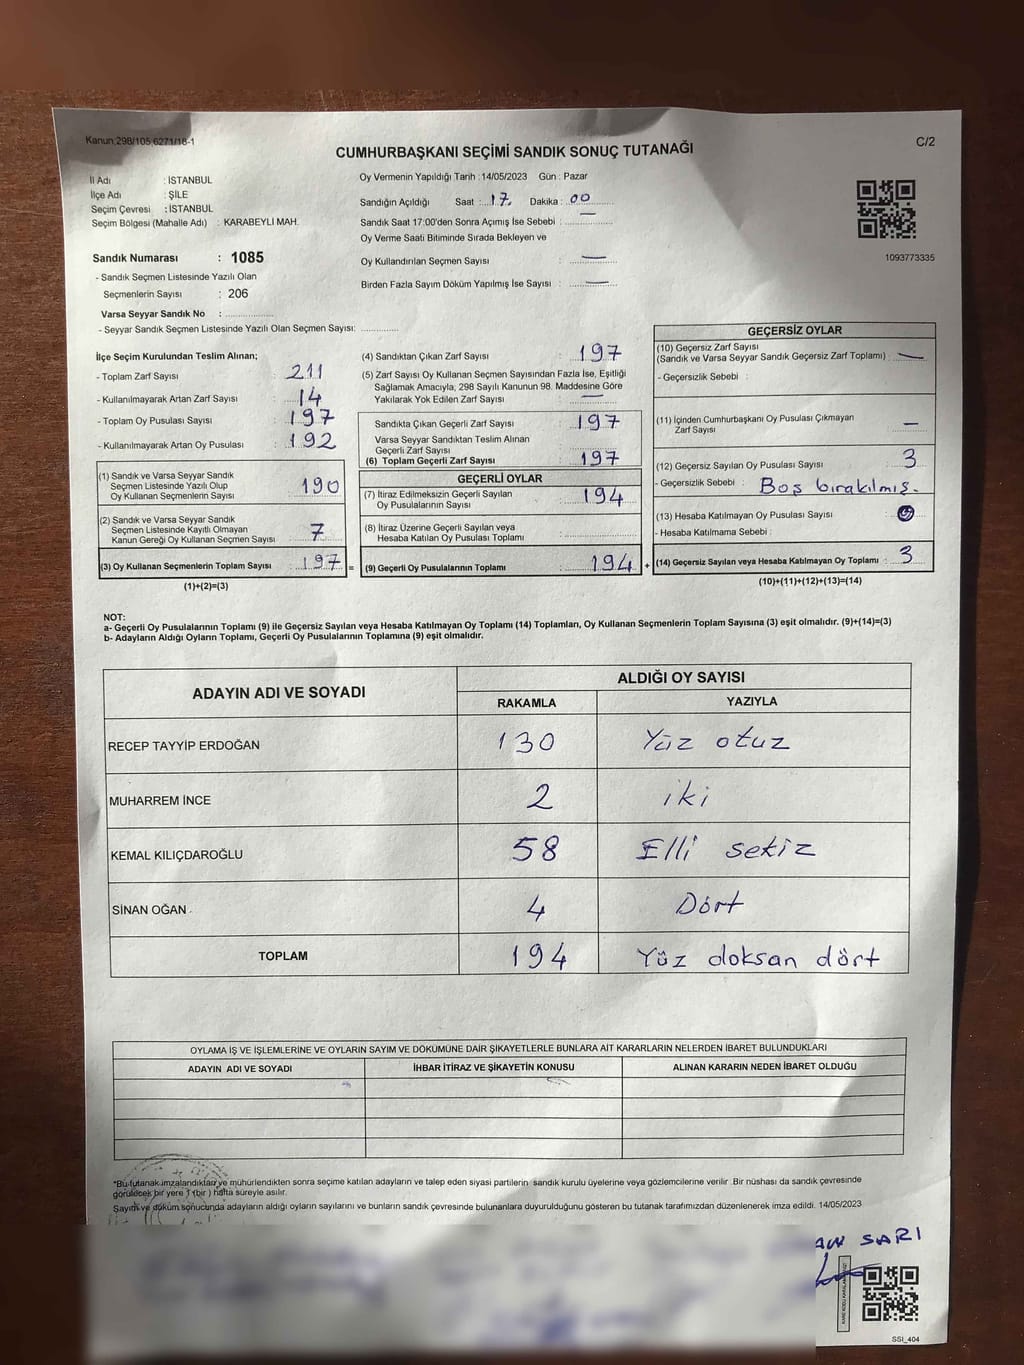 Kanun;298/105;6271/18-1
C/2
CUMHURBAŞKANI SEÇİMİ SANDIK SONUÇ TUTANAĞI
İl Adı : İSTANBUL
İlçe Adı : ŞİLE
Seçim Çevresi : İSTANBUL
Seçim Bölgesi (Mahalle Adı) : KARABEYLİ MAH.
Sandık Numarası : 1085
- Sandık Seçmen Listesinde Yazılı Olan
Seçmenlerin Sayısı : 206
Varsa Seyyar Sandık No :
- Seyyar Sandık Seçmen Listesinde Yazılı Olan Seçmen Sayısı:
Oy Vermenin Yapıldığı Tarih : 14/05/2023 Gün : Pazar
Sandığın Açıldığı Saat : 17 Dakika : 00
Sandık Saat 17:00'den Sonra Açımış İse Sebebi : —
Oy Verme Saati Bitiminde Sırada Bekleyen ve
Oy Kullandırılan Seçmen Sayısı : —
Birden Fazla Sayım Döküm Yapılmış İse Sayısı : —
1093773335
İlçe Seçim Kurulundan Teslim Alınan;
- Toplam Zarf Sayısı : 211
- Kullanılmayarak Artan Zarf Sayısı : 14
- Toplam Oy Pusulası Sayısı : 197
- Kullanılmayarak Artan Oy Pusulası : 192
(1) Sandık ve Varsa Seyyar Sandık
Seçmen Listesinde Yazılı Olup
Oy Kullanan Seçmenlerin Sayısı : 190
(2) Sandık ve Varsa Seyyar Sandık
Seçmen Listesinde Kayıtlı Olmayan
Kanun Gereği Oy Kullanan Seçmen Sayısı : 7
(3) Oy Kullanan Seçmenlerin Toplam Sayısı : 197 =
(1)+(2)=(3)
(4) Sandıktan Çıkan Zarf Sayısı : 197
(5) Zarf Sayısı Oy Kullanan Seçmen Sayısından Fazla İse, Eşitliği
Sağlamak Amacıyla, 298 Sayılı Kanunun 98. Maddesine Göre
Yakılarak Yok Edilen Zarf Sayısı : —
Sandıkta Çıkan Geçerli Zarf Sayısı : 197
Varsa Seyyar Sandıktan Teslim Alınan
Geçerli Zarf Sayısı :
(6) Toplam Geçerli Zarf Sayısı : 197
GEÇERLİ OYLAR
(7) İtiraz Edilmeksizin Geçerli Sayılan
Oy Pusulalarının Sayısı : 194
(8) İtiraz Üzerine Geçerli Sayılan veya
Hesaba Katılan Oy Pusulası Toplamı :
(9) Geçerli Oy Pusulalarının Toplamı : 194 +
GEÇERSİZ OYLAR
(10) Geçersiz Zarf Sayısı
(Sandık ve Varsa Seyyar Sandık Geçersiz Zarf Toplamı) : —
- Geçersizlik Sebebi :
(11) İçinden Cumhurbaşkanı Oy Pusulası Çıkmayan
Zarf Sayısı : —
(12) Geçersiz Sayılan Oy Pusulası Sayısı : 3
- Geçersizlik Sebebi : Boş bırakılmış.
(13) Hesaba Katılmayan Oy Pusulası Sayısı :
- Hesaba Katılmama Sebebi :
(14) Geçersiz Sayılan veya Hesaba Katılmayan Oy Toplamı : 3
(10)+(11)+(12)+(13)=(14)
NOT:
a- Geçerli Oy Pusulalarının Toplamı (9) ile Geçersiz Sayılan veya Hesaba Katılmayan Oy Toplamı (14) Toplamları, Oy Kullanan Seçmenlerin Toplam Sayısına (3) eşit olmalıdır. (9)+(14)=(3)
b- Adayların Aldığı Oyların Toplamı, Geçerli Oy Pusulalarının Toplamına (9) eşit olmalıdır.
ADAYIN ADI VE SOYADI ALDIĞI OY SAYISI
RAKAMLA YAZIYLA
RECEP TAYYİP ERDOĞAN 130 Yüz otuz
MUHARREM İNCE 2 iki
KEMAL KILIÇDAROĞLU 58 Elli sekiz
SİNAN OĞAN 4 Dört
TOPLAM 194 Yüz doksan dört
OYLAMA İŞ VE İŞLEMLERİNE VE OYLARIN SAYIM VE DÖKÜMÜNE DAİR ŞİKAYETLERLE BUNLARA AİT KARARLARIN NELERDEN İBARET BULUNDUKLARI
ADAYIN ADI VE SOYADI İHBAR İTİRAZ VE ŞİKAYETİN KONUSU ALINAN KARARIN NEDEN İBARET OLDUĞU
*Bu tutanak imzalandıktan ve mühürlendikten sonra seçime katılan adayların ve talep eden siyasi partilerin sandık kurulu üyelerine veya gözlemcilerine verilir .Bir nüshası da sandık çevresinde
görülecek bir yere 1 (bir ) hafta süreyle asılır.
Sayım ve döküm sonucunda adayların aldığı oyların sayılarını ve bunların sandık çevresinde bulunanlara duyurulduğunu gösteren bu tutanak tarafımızdan düzenlenerek imza edildi. 14/05/2023
SARI
SSI_404